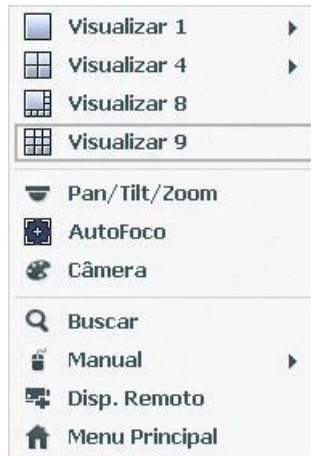 Visualizar 1
Visualizar 4
Visualizar 8
Visualizar 9
Pan/Tilt/Zoom
AutoFoco
Câmera
Buscar
Manual
Disp. Remoto
Menu Principal